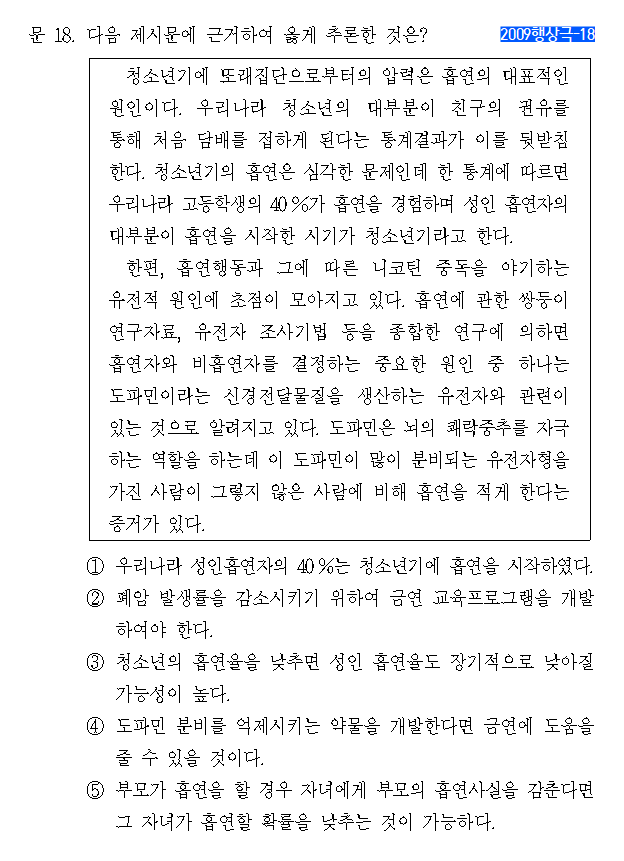 문 18. 다음 제시문에 근거하여 옳게 추론한 것은? 2009행상극-18
청소년기에 또래집단으로부터의 압력은 흡연의 대표적인
원인이다. 우리나라 청소년의 대부분이 친구의 권유를
통해 처음 담배를 접하게 된다는 통계결과가 이를 뒷받침
한다. 청소년기의 흡연은 심각한 문제인데 한 통계에 따르면
우리나라 고등학생의 40%가 흡연을 경험하며 성인 흡연자의
대부분이 흡연을 시작한 시기가 청소년기라고 한다.
한편, 흡연행동과 그에 따른 니코틴 중독을 야기하는
유전적 원인에 초점이 모아지고 있다. 흡연에 관한 쌍둥이
연구자료, 유전자 조사기법 등을 종합한 연구에 의하면
흡연자와 비흡연자를 결정하는 중요한 원인 중 하나는
도파민이라는 신경전달물질을 생산하는 유전자와 관련이
있는 것으로 알려지고 있다. 도파민은 뇌의 쾌락중추를 자극
하는 역할을 하는데 이 도파민이 많이 분비되는 유전자형을
가진 사람이 그렇지 않은 사람에 비해 흡연을 적게 한다는
증거가 있다.
① 우리나라 성인흡연자의 40%는 청소년기에 흡연을 시작하였다.
② 폐암 발생률을 감소시키기 위하여 금연 교육프로그램을 개발
하여야 한다.
③ 청소년의 흡연율을 낮추면 성인 흡연율도 장기적으로 낮아질
가능성이 높다.
④ 도파민 분비를 억제시키는 약물을 개발한다면 금연에 도움을
줄 수 있을 것이다.
⑤ 부모가 흡연을 할 경우 자녀에게 부모의 흡연사실을 감춘다면
그 자녀가 흡연할 확률을 낮추는 것이 가능하다.